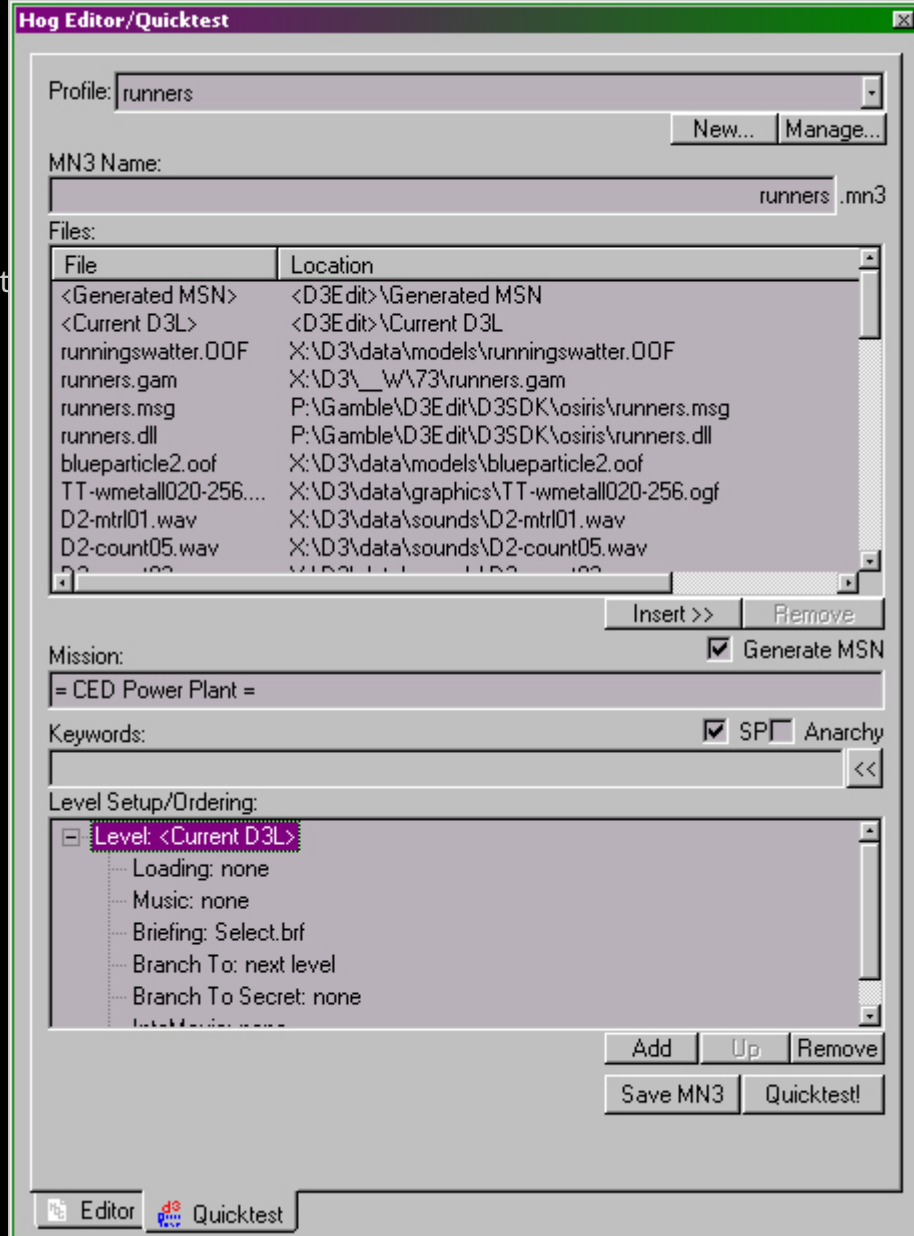 Hog Editor/Quicktest
Profile: runners
New... Manage...
MN3 Name:
runners .mn3
Files:
File Location
<Generated MSN> <D3Edit>\Generated MSN
<Current D3L> <D3Edit>\Current D3L
runningswatter.OOF X:\D3\data\models\runningswatter.OOF
runners.gam X:\D3\__W\73\runners.gam
runners.msg P:\Gamble\D3Edit\D3SDK\osiris\runners.msg
runners.dll P:\Gamble\D3Edit\D3SDK\osiris\runners.dll
blueparticle2.oof X:\D3\data\models\blueparticle2.oof
TT-wmetall020-256.... X:\D3\data\graphics\TT-wmetall020-256.ogf
D2-mtrl01.wav X:\D3\data\sounds\D2-mtrl01.wav
D2-count05.wav X:\D3\data\sounds\D2-count05.wav
Insert >> Remove
Generate MSN
Mission:
= CED Power Plant =
Keywords:
SP Anarchy
<<
Level Setup/Ordering:
Level: <Current D3L>
Loading: none
Music: none
Briefing: Select.brf
Branch To: next level
Branch To Secret: none
Add Up Remove
Save MN3 Quicktest!
Editor Quicktest
t